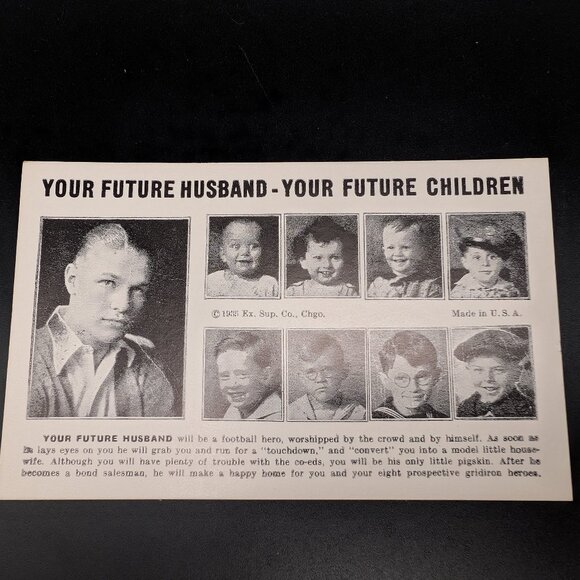 YOUR FUTURE HUSBAND - YOUR FUTURE CHILDREN
© 1935 Ex. Sup. Co., Chgo. Made in U. S. A.
YOUR FUTURE HUSBAND will be a football hero, worshipped by the crowd and by himself. As soon as
he lays eyes on you he will grab you and run for a "touchdown," and "convert" you into a model little house-
wife. Although you will have plenty of trouble with the co-eds, you will be his only little pigskin. After he
becomes a bond salesman, he will make a happy home for you and your eight prospective gridiron heroes.